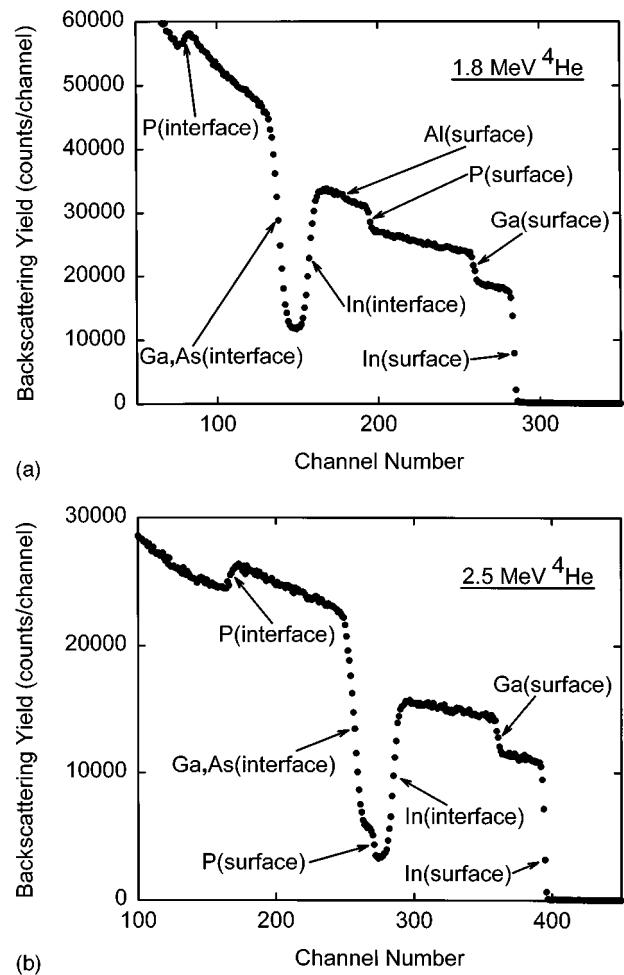 60000
50000
40000
30000
20000
10000
0
Backscattering Yield (counts/channel)
1.8 MeV 4He
P(interface)
Al(surface)
P(surface)
Ga(surface)
In(interface)
Ga,As(interface)
In(surface)
100 200 300
(a)
Channel Number
30000
20000
10000
0
Backscattering Yield (counts/channel)
2.5 MeV 4He
P(interface)
Ga(surface)
Ga,As(interface)
In(interface)
P(surface)
In(surface)
100 200 300 400
(b)
Channel Number